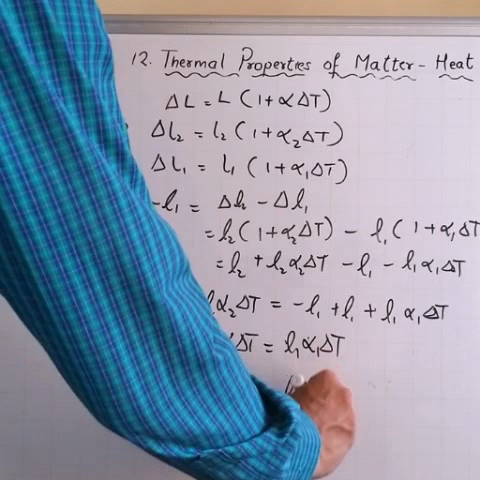 12. Thermal Properties of Matter - Heat
ΔL = L (1+αΔT)
Δl₂ = l₂ (1+α₂ΔT)
Δl₁ = l₁ (1+α₁ΔT)
-l₁ = Δl₂ - Δl₁
= l₂ (1+α₂ΔT) - l₁ (1+α₁ΔT
= l₂ + l₂α₂ΔT - l₁ - l₁α₁ΔT
α₂ΔT = -l₁ + l₁ + l₁α₁ΔT
ΔT = l₁α₁ΔT